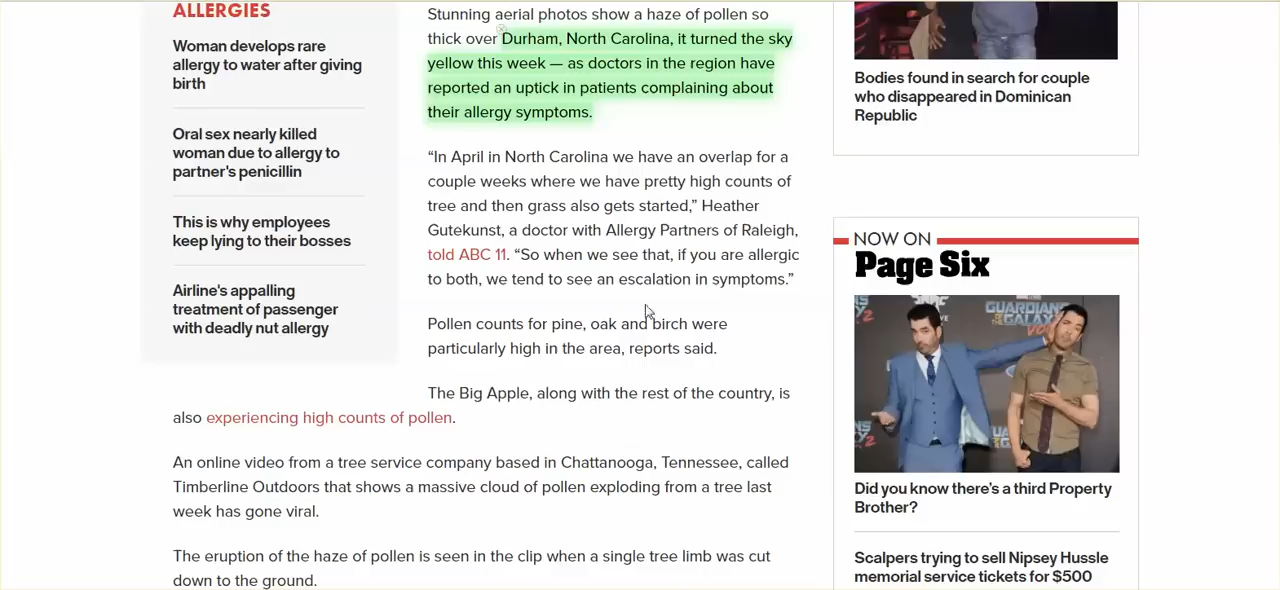 ALLERGIES
Woman develops rare
allergy to water after giving
birth
Oral sex nearly killed
woman due to allergy to
partner's penicillin
This is why employees
keep lying to their bosses
Airline's appalling
treatment of passenger
with deadly nut allergy
Stunning aerial photos show a haze of pollen so
thick over Durham, North Carolina, it turned the sky
yellow this week — as doctors in the region have
reported an uptick in patients complaining about
their allergy symptoms.
“In April in North Carolina we have an overlap for a
couple weeks where we have pretty high counts of
tree and then grass also gets started,” Heather
Gutekunst, a doctor with Allergy Partners of Raleigh,
told ABC 11. “So when we see that, if you are allergic
to both, we tend to see an escalation in symptoms.”
Pollen counts for pine, oak and birch were
particularly high in the area, reports said.
The Big Apple, along with the rest of the country, is
also experiencing high counts of pollen.
An online video from a tree service company based in Chattanooga, Tennessee, called
Timberline Outdoors that shows a massive cloud of pollen exploding from a tree last
week has gone viral.
The eruption of the haze of pollen is seen in the clip when a single tree limb was cut
down to the ground.
Bodies found in search for couple
who disappeared in Dominican
Republic
NOW ON
Page Six
GUARDIANS
GALAXY
VOL
Did you know there's a third Property
Brother?
Scalpers trying to sell Nipsey Hussle
memorial service tickets for $500